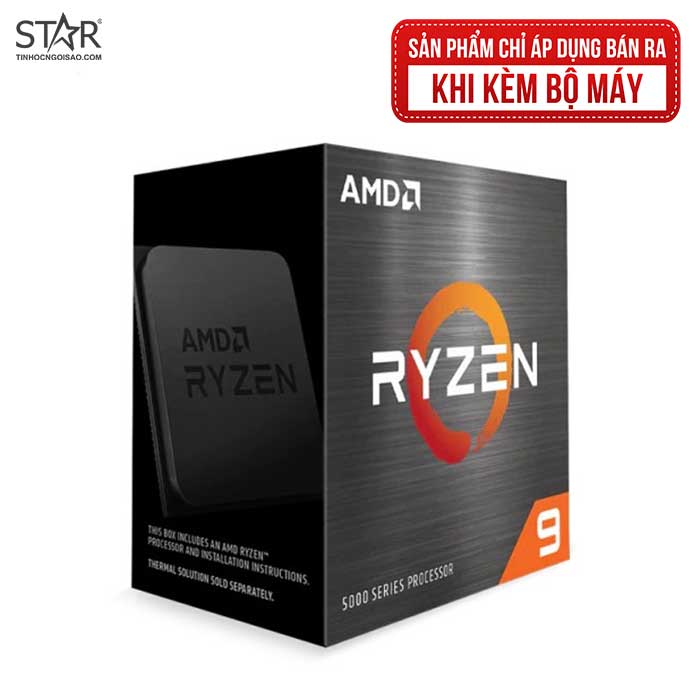 STAR
TINHOCNGOISAO.COM
SẢN PHẨM CHỈ ÁP DỤNG BÁN RA
KHI KÈM BỘ MÁY
AMD
RYZEN
9
5000 SERIES PROCESSOR
AMD
RYZEN
THIS BOX INCLUDES AN AMD RYZEN™
PROCESSOR AND INSTALLATION INSTRUCTIONS.
THERMAL SOLUTION SOLD SEPARATELY.